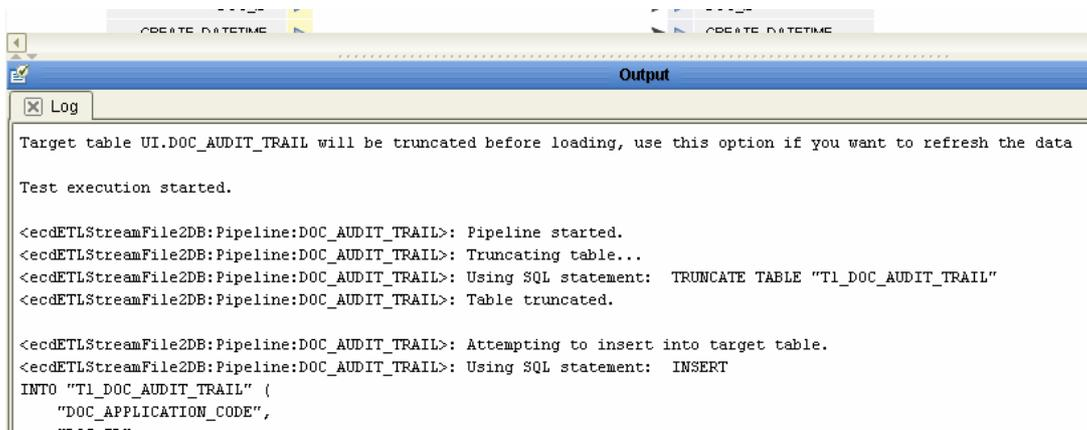 CREATE_DATETIME CREATE_DATETIME
Output
Log
Target table UI.DOC_AUDIT_TRAIL will be truncated before loading, use this option if you want to refresh the data
Test execution started.
<ecdETLStreamFile2DB:Pipeline:DOC_AUDIT_TRAIL>: Pipeline started.
<ecdETLStreamFile2DB:Pipeline:DOC_AUDIT_TRAIL>: Truncating table...
<ecdETLStreamFile2DB:Pipeline:DOC_AUDIT_TRAIL>: Using SQL statement:  TRUNCATE TABLE "T1_DOC_AUDIT_TRAIL"
<ecdETLStreamFile2DB:Pipeline:DOC_AUDIT_TRAIL>: Table truncated.
<ecdETLStreamFile2DB:Pipeline:DOC_AUDIT_TRAIL>: Attempting to insert into target table.
<ecdETLStreamFile2DB:Pipeline:DOC_AUDIT_TRAIL>: Using SQL statement:  INSERT
INTO "T1_DOC_AUDIT_TRAIL" (
"DOC_APPLICATION_CODE",